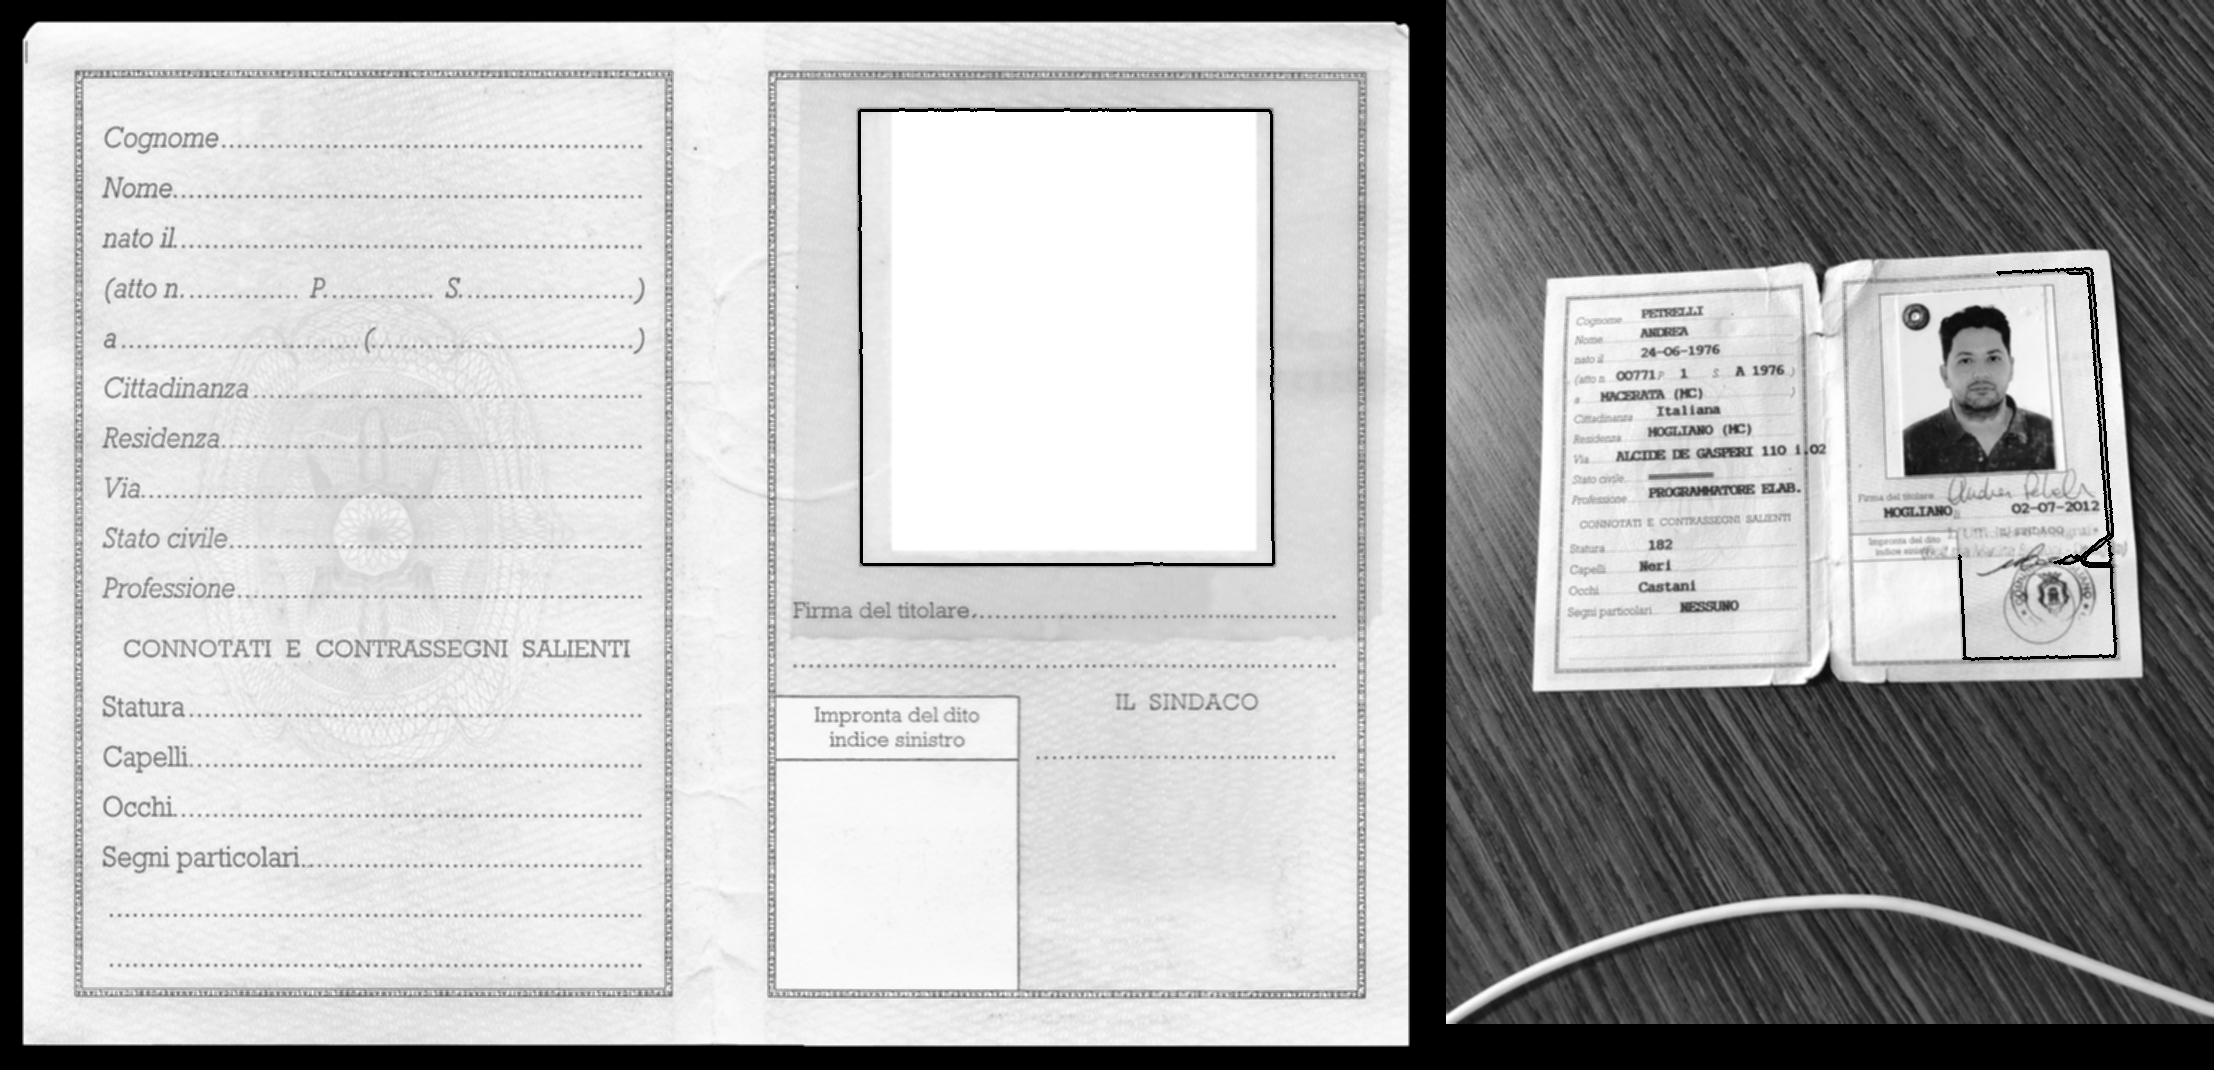 Cognome
Nome
nato il
(atto n. P. S. )
a ( )
Cittadinanza
Residenza
Via
Stato civile
Professione
CONNOTATI E CONTRASSEGNI SALIENTI
Statura
Capelli
Occhi
Segni particolari
Firma del titolare
Impronta del dito
indice sinistro
IL SINDACO
Cognome PETRELLI
Nome ANDREA
nato il 24-06-1976
(atto n. 00771 P. 1 S. A 1976 )
a MACERATA (MC) )
Cittadinanza Italiana
Residenza MOGLIANO (MC)
Via ALCIDE DE GASPERI 110 i.02
Stato civile
Professione PROGRAMMATORE ELAB.
CONNOTATI E CONTRASSEGNI SALIENTI
Statura 182
Capelli Neri
Occhi Castani
Segni particolari NESSUNO
Firma del titolare
MOGLIANO 02-07-2012
IL SINDACO
Impronta del dito
indice sinistro